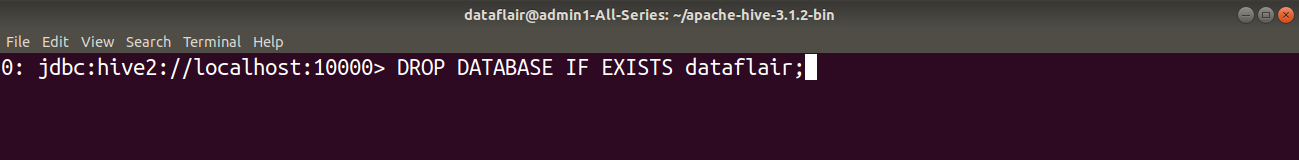 dataflair@admin1-All-Series: ~/apache-hive-3.1.2-bin
File Edit View Search Terminal Help
0: jdbc:hive2://localhost:10000> DROP DATABASE IF EXISTS dataflair;